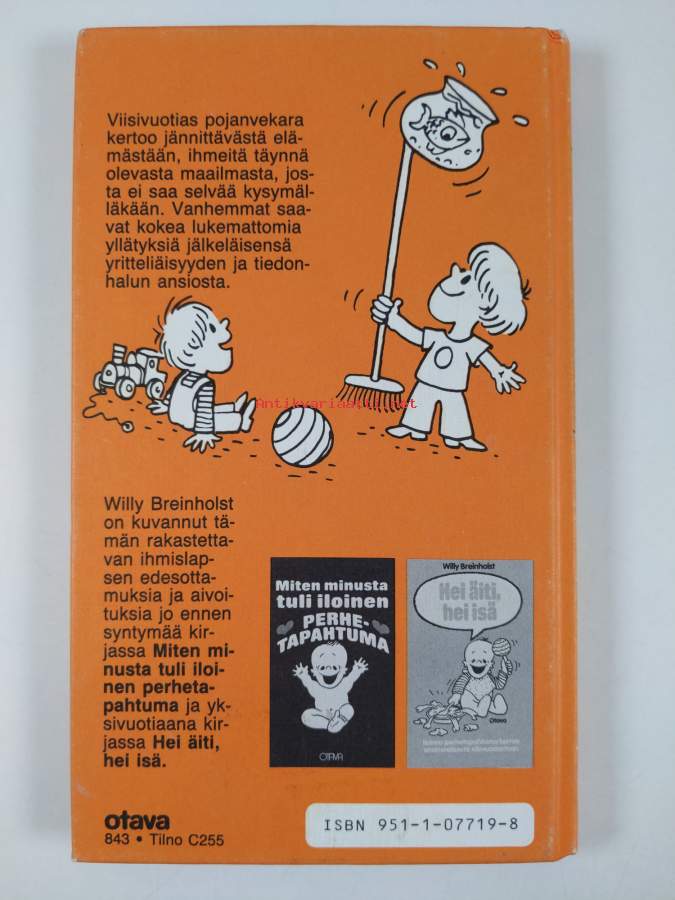 Viisivuotias pojanvekara
kertoo jännittävästä elä-
mästään, ihmeitä täynnä
olevasta maailmasta, jos-
ta ei saa selvää kysymäl-
läkään. Vanhemmat saa-
vat kokea lukemattomia
yllätyksiä jälkeläisensä
yritteliäisyyden ja tiedon-
halun ansiosta.
Antikvariaatti.net
Willy Breinholst
on kuvannut tä-
män rakastetta-
van ihmislap-
sen edesotta-
muksia ja aivoi-
tuksia jo ennen
syntymää kir-
jassa Miten mi-
nusta tuli iloi-
nen perheta-
pahtuma ja yk-
sivuotiaana kir-
jassa Hei äiti,
hei isä.
Miten minusta
tuli iloinen
PERHE-
TAPAHTUMA
OTAVA
Willy Breinholst
Hei äiti,
hei isä
Otava
otava
843 • Tilno C255
ISBN 951-1-07719-8